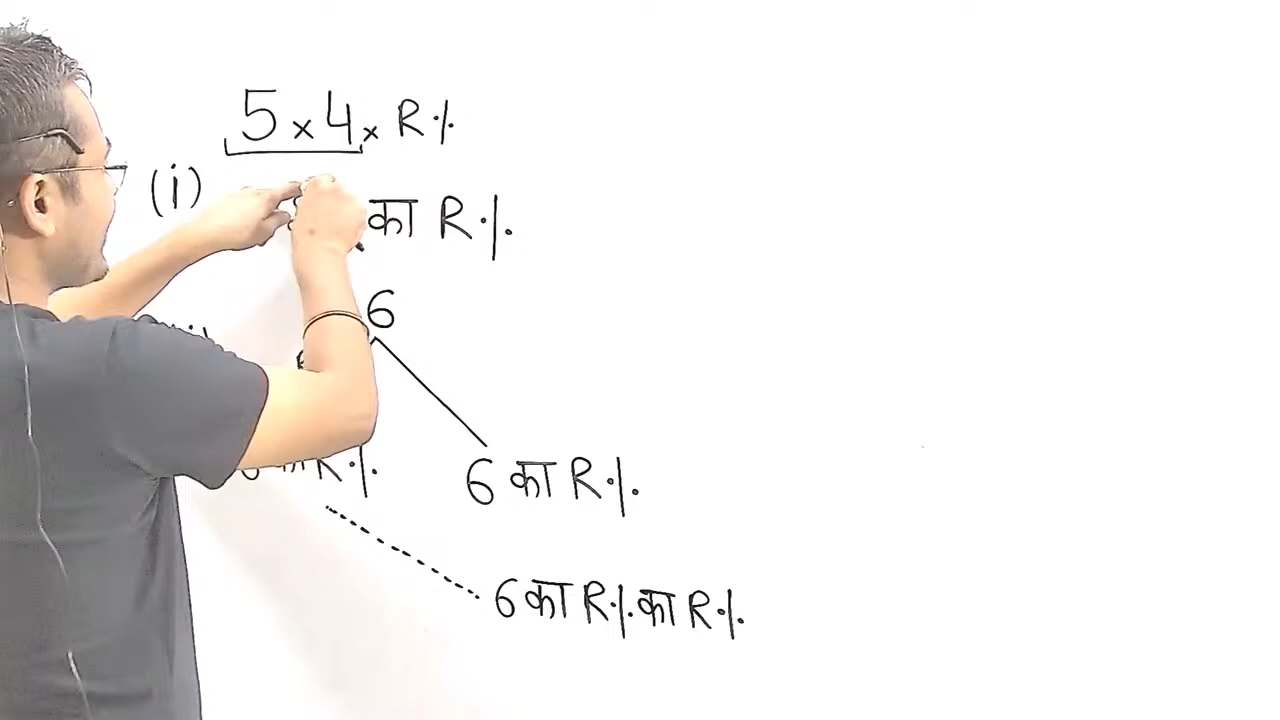 5 × 4 × R%
(i) का R%
6
का R% 6 का R%
6 का R% का R%